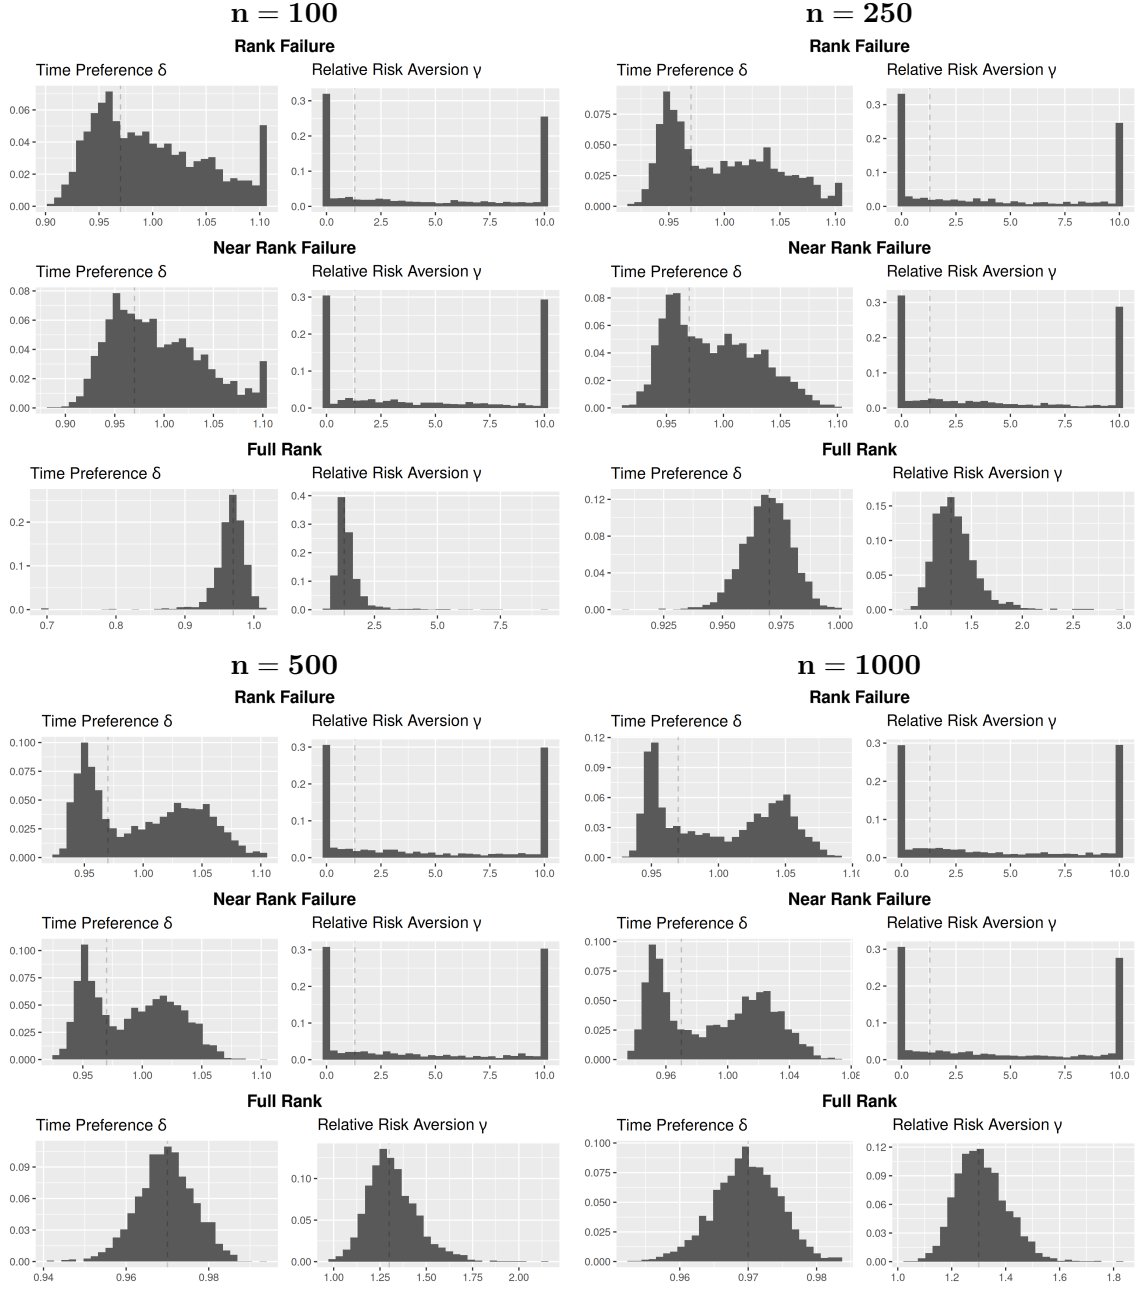 n = 100
n = 250
Rank Failure
Rank Failure
Time Preference δ
Relative Risk Aversion γ
Time Preference δ
Relative Risk Aversion γ
0.06
0.04
0.02
0.00
0.90 0.95 1.00 1.05 1.10
0.3
0.2
0.1
0.0
0.0 2.5 5.0 7.5 10.0
0.075
0.050
0.025
0.000
0.95 1.00 1.05 1.10
0.3
0.2
0.1
0.0
0.0 2.5 5.0 7.5 10.0
Near Rank Failure
Near Rank Failure
Time Preference δ
Relative Risk Aversion γ
Time Preference δ
Relative Risk Aversion γ
0.08
0.06
0.04
0.02
0.00
0.90 0.95 1.00 1.05 1.10
0.3
0.2
0.1
0.0
0.0 2.5 5.0 7.5 10.0
0.08
0.06
0.04
0.02
0.00
0.95 1.00 1.05 1.10
0.3
0.2
0.1
0.0
0.0 2.5 5.0 7.5 10.0
Full Rank
Full Rank
Time Preference δ
Relative Risk Aversion γ
Time Preference δ
Relative Risk Aversion γ
0.2
0.1
0.0
0.7 0.8 0.9 1.0
0.4
0.3
0.2
0.1
0.0
2.5 5.0 7.5
0.12
0.08
0.04
0.00
0.925 0.950 0.975 1.000
0.15
0.10
0.05
0.00
1.0 1.5 2.0 2.5 3.0
n = 500
n = 1000
Rank Failure
Rank Failure
Time Preference δ
Relative Risk Aversion γ
Time Preference δ
Relative Risk Aversion γ
0.100
0.075
0.050
0.025
0.000
0.95 1.00 1.05 1.10
0.3
0.2
0.1
0.0
0.0 2.5 5.0 7.5 10.0
0.12
0.09
0.06
0.03
0.00
0.95 1.00 1.05 1.10
0.3
0.2
0.1
0.0
0.0 2.5 5.0 7.5 10.0
Near Rank Failure
Near Rank Failure
Time Preference δ
Relative Risk Aversion γ
Time Preference δ
Relative Risk Aversion γ
0.100
0.075
0.050
0.025
0.000
0.95 1.00 1.05 1.10
0.3
0.2
0.1
0.0
0.0 2.5 5.0 7.5 10.0
0.100
0.075
0.050
0.025
0.000
0.96 1.00 1.04 1.08
0.3
0.2
0.1
0.0
0.0 2.5 5.0 7.5 10.0
Full Rank
Full Rank
Time Preference δ
Relative Risk Aversion γ
Time Preference δ
Relative Risk Aversion γ
0.09
0.06
0.03
0.00
0.94 0.96 0.98
0.10
0.05
0.00
1.00 1.25 1.50 1.75 2.00
0.100
0.075
0.050
0.025
0.000
0.96 0.97 0.98
0.12
0.09
0.06
0.03
0.00
1.0 1.2 1.4 1.6 1.8